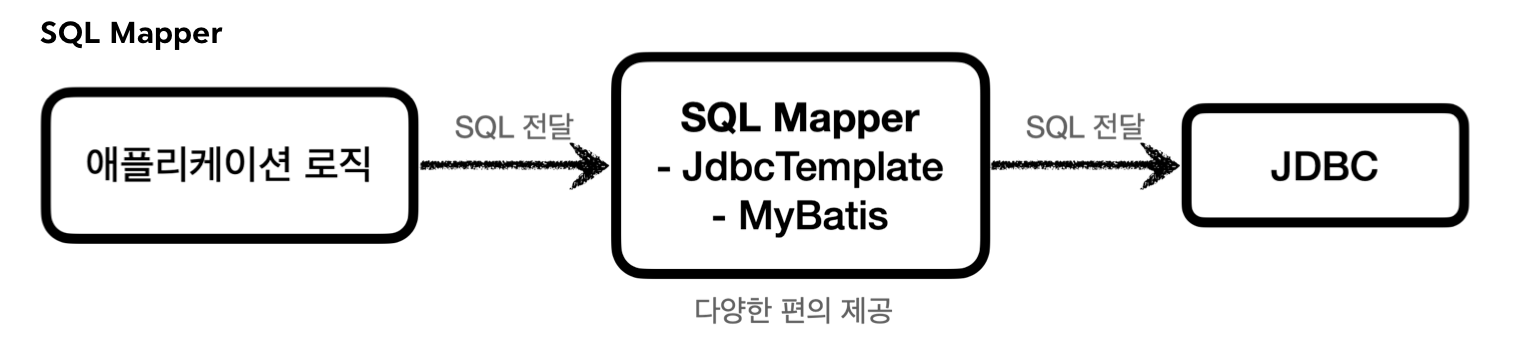 SQL Mapper
애플리케이션 로직
SQL 전달
SQL Mapper
- JdbcTemplate
- MyBatis
다양한 편의 제공
SQL 전달
JDBC